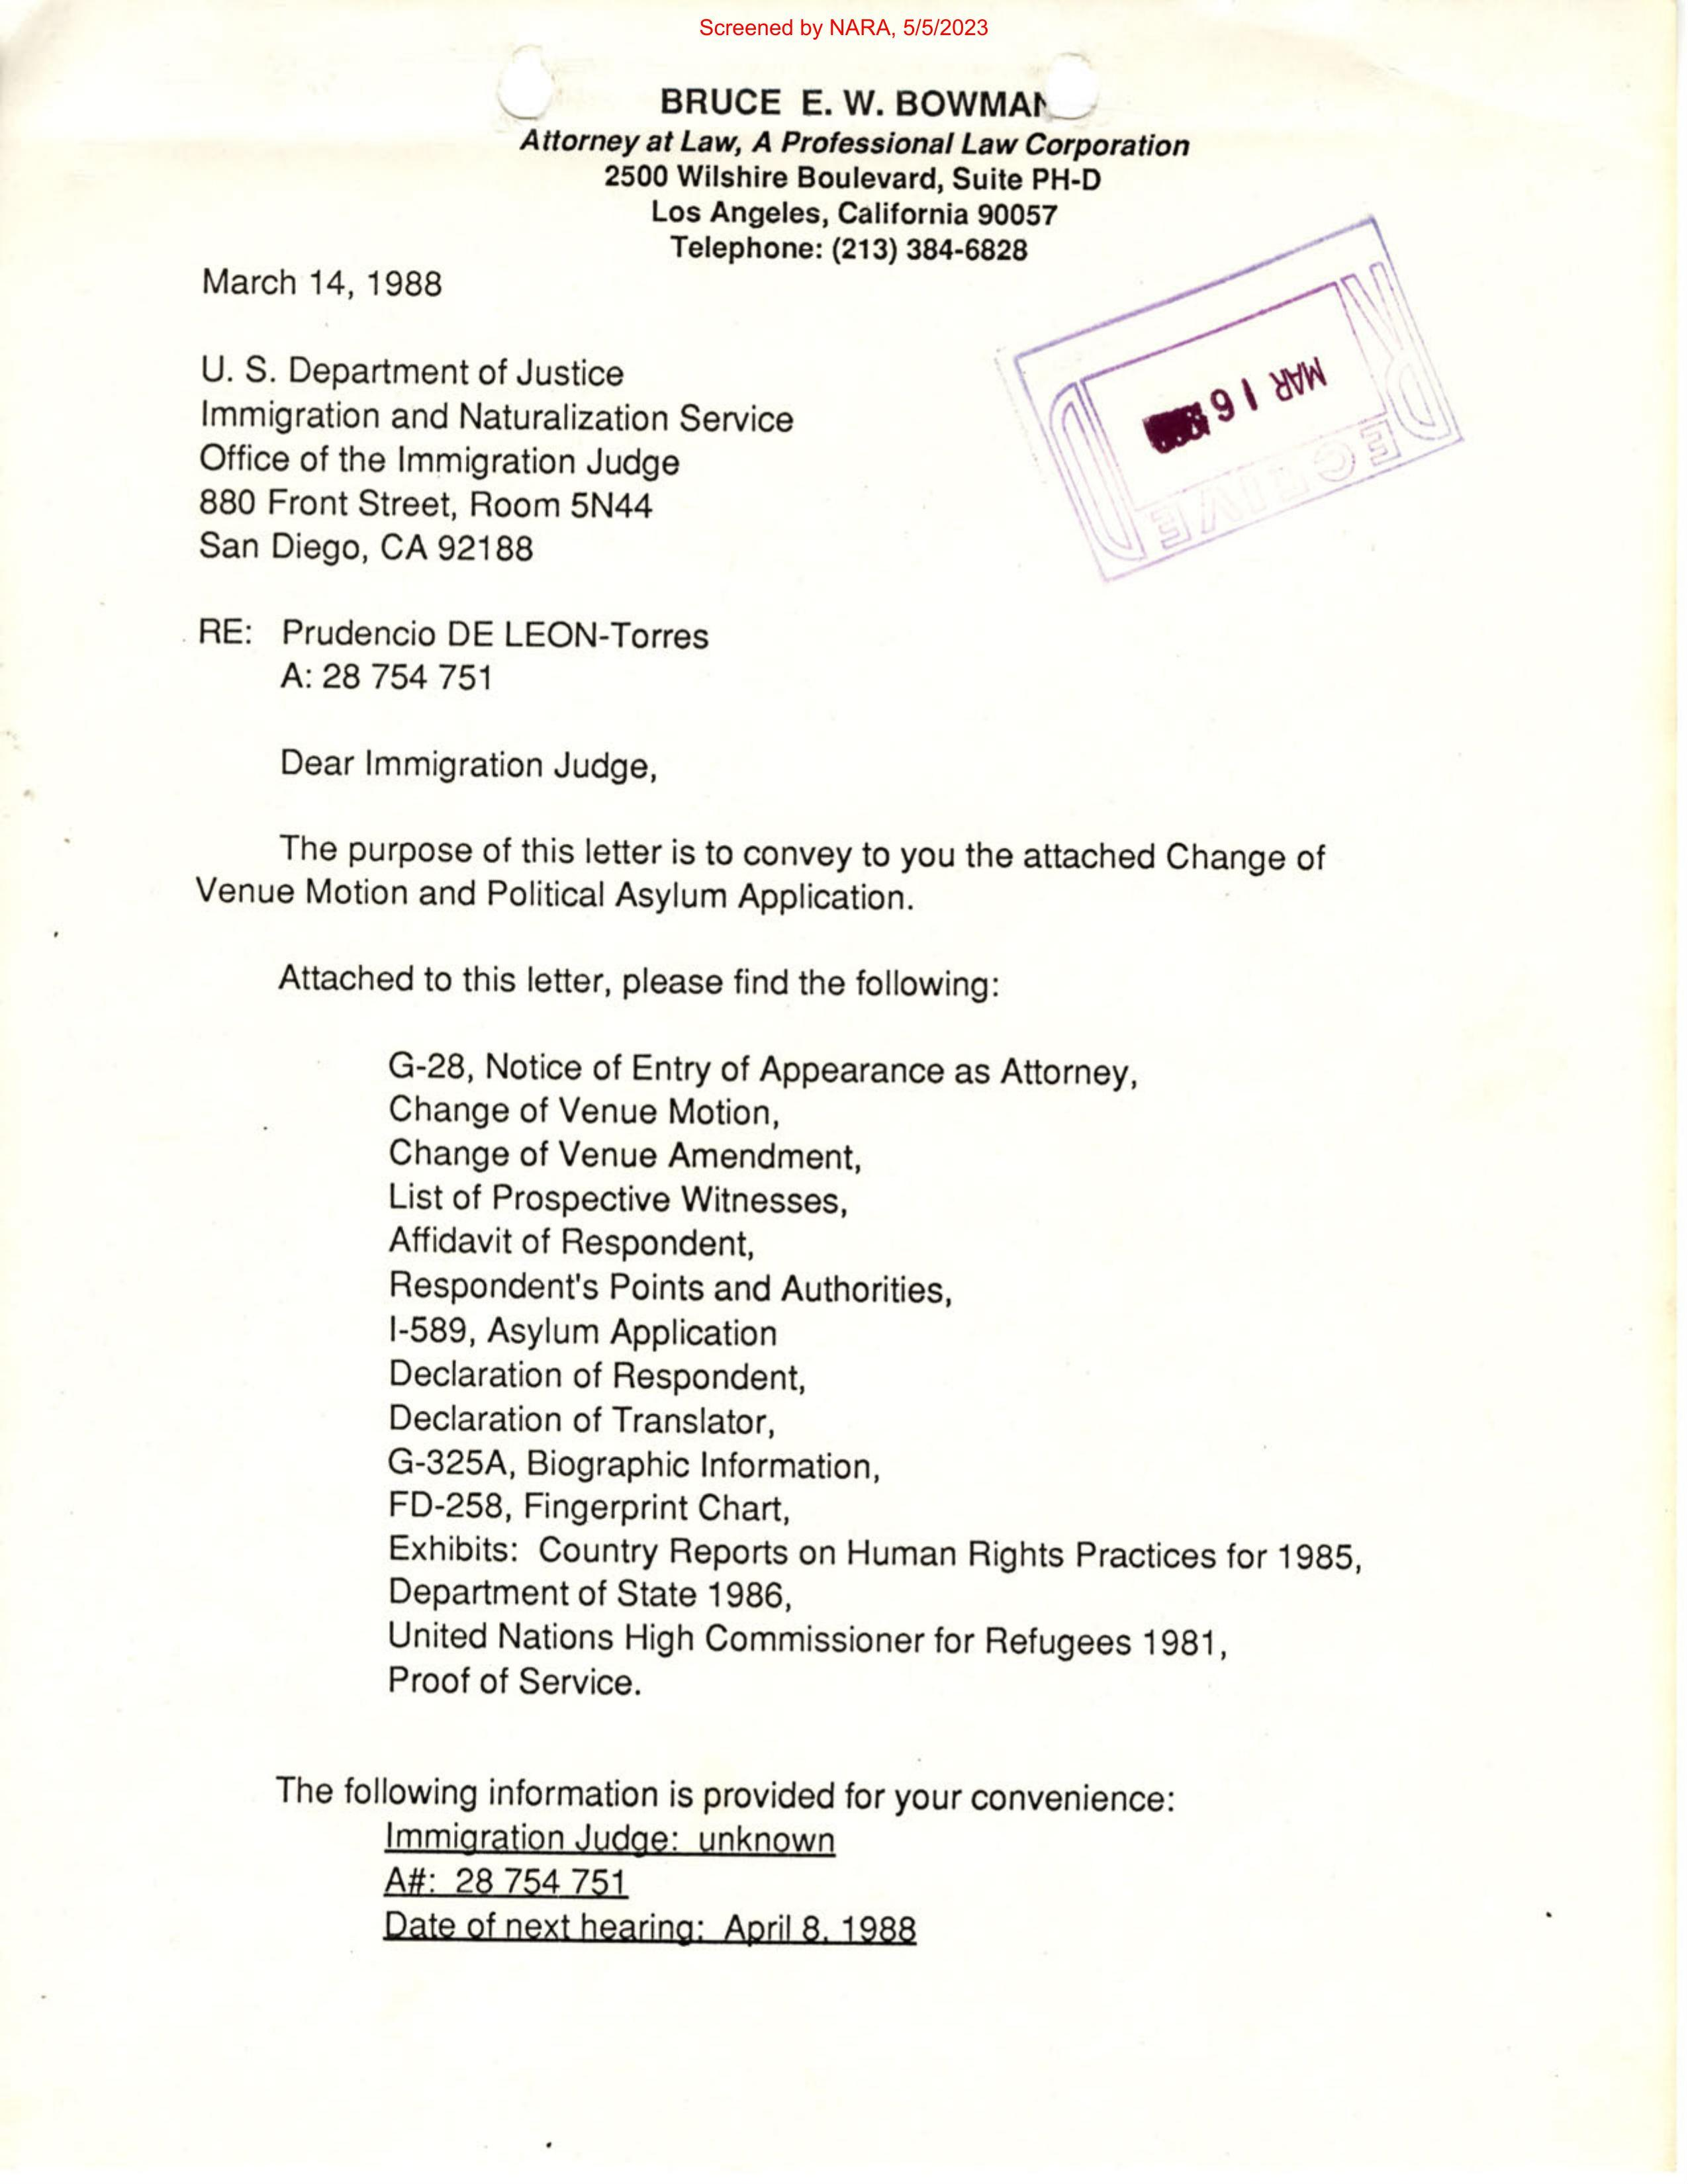 Screened by NARA, 5/5/2023
BRUCE E. W. BOWMAN
Attorney at Law, A Professional Law Corporation
2500 Wilshire Boulevard, Suite PH-D
Los Angeles, California 90057
Telephone: (213) 384-6828
March 14, 1988
RECEIVED
MAR 16
U. S. Department of Justice
Immigration and Naturalization Service
Office of the Immigration Judge
880 Front Street, Room 5N44
San Diego, CA 92188
RE: Prudencio DE LEON-Torres
A: 28 754 751
Dear Immigration Judge,
The purpose of this letter is to convey to you the attached Change of
Venue Motion and Political Asylum Application.
Attached to this letter, please find the following:
G-28, Notice of Entry of Appearance as Attorney,
Change of Venue Motion,
Change of Venue Amendment,
List of Prospective Witnesses,
Affidavit of Respondent,
Respondent's Points and Authorities,
I-589, Asylum Application
Declaration of Respondent,
Declaration of Translator,
G-325A, Biographic Information,
FD-258, Fingerprint Chart,
Exhibits: Country Reports on Human Rights Practices for 1985,
Department of State 1986,
United Nations High Commissioner for Refugees 1981,
Proof of Service.
The following information is provided for your convenience:
Immigration Judge: unknown
A#: 28 754 751
Date of next hearing: April 8, 1988